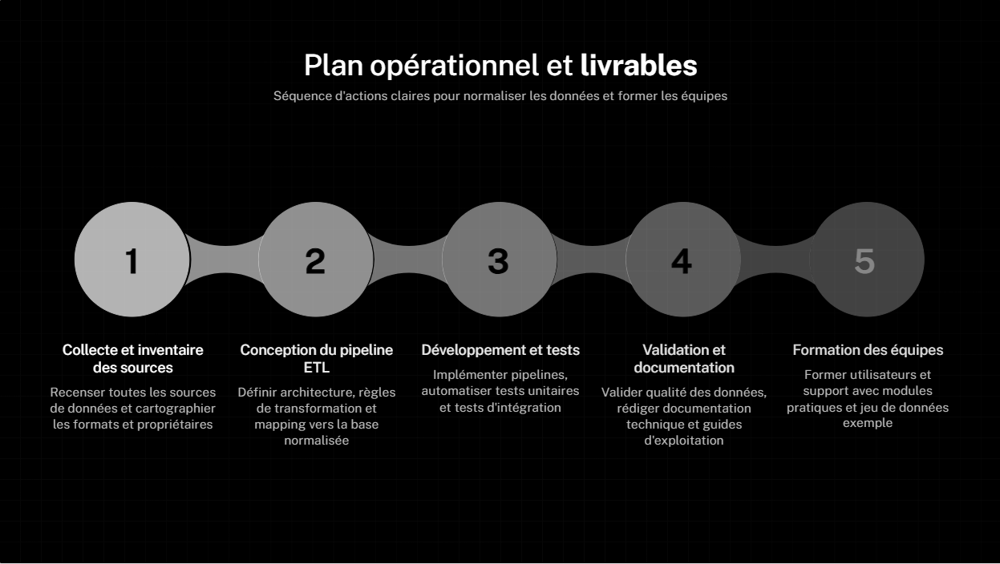 Plan opérationnel et livrables
Séquence d'actions claires pour normaliser les données et former les équipes
1
2
3
4
5
Collecte et inventaire
des sources
Recenser toutes les sources
de données et cartographier
les formats et propriétaires
Conception du pipeline
ETL
Définir architecture, règles
de transformation et
mapping vers la base
normalisée
Développement et tests
Implémenter pipelines,
automatiser tests unitaires
et tests d'intégration
Validation et
documentation
Valider qualité des données,
rédiger documentation
technique et guides
d'exploitation
Formation des équipes
Former utilisateurs et
support avec modules
pratiques et jeu de données
exemple